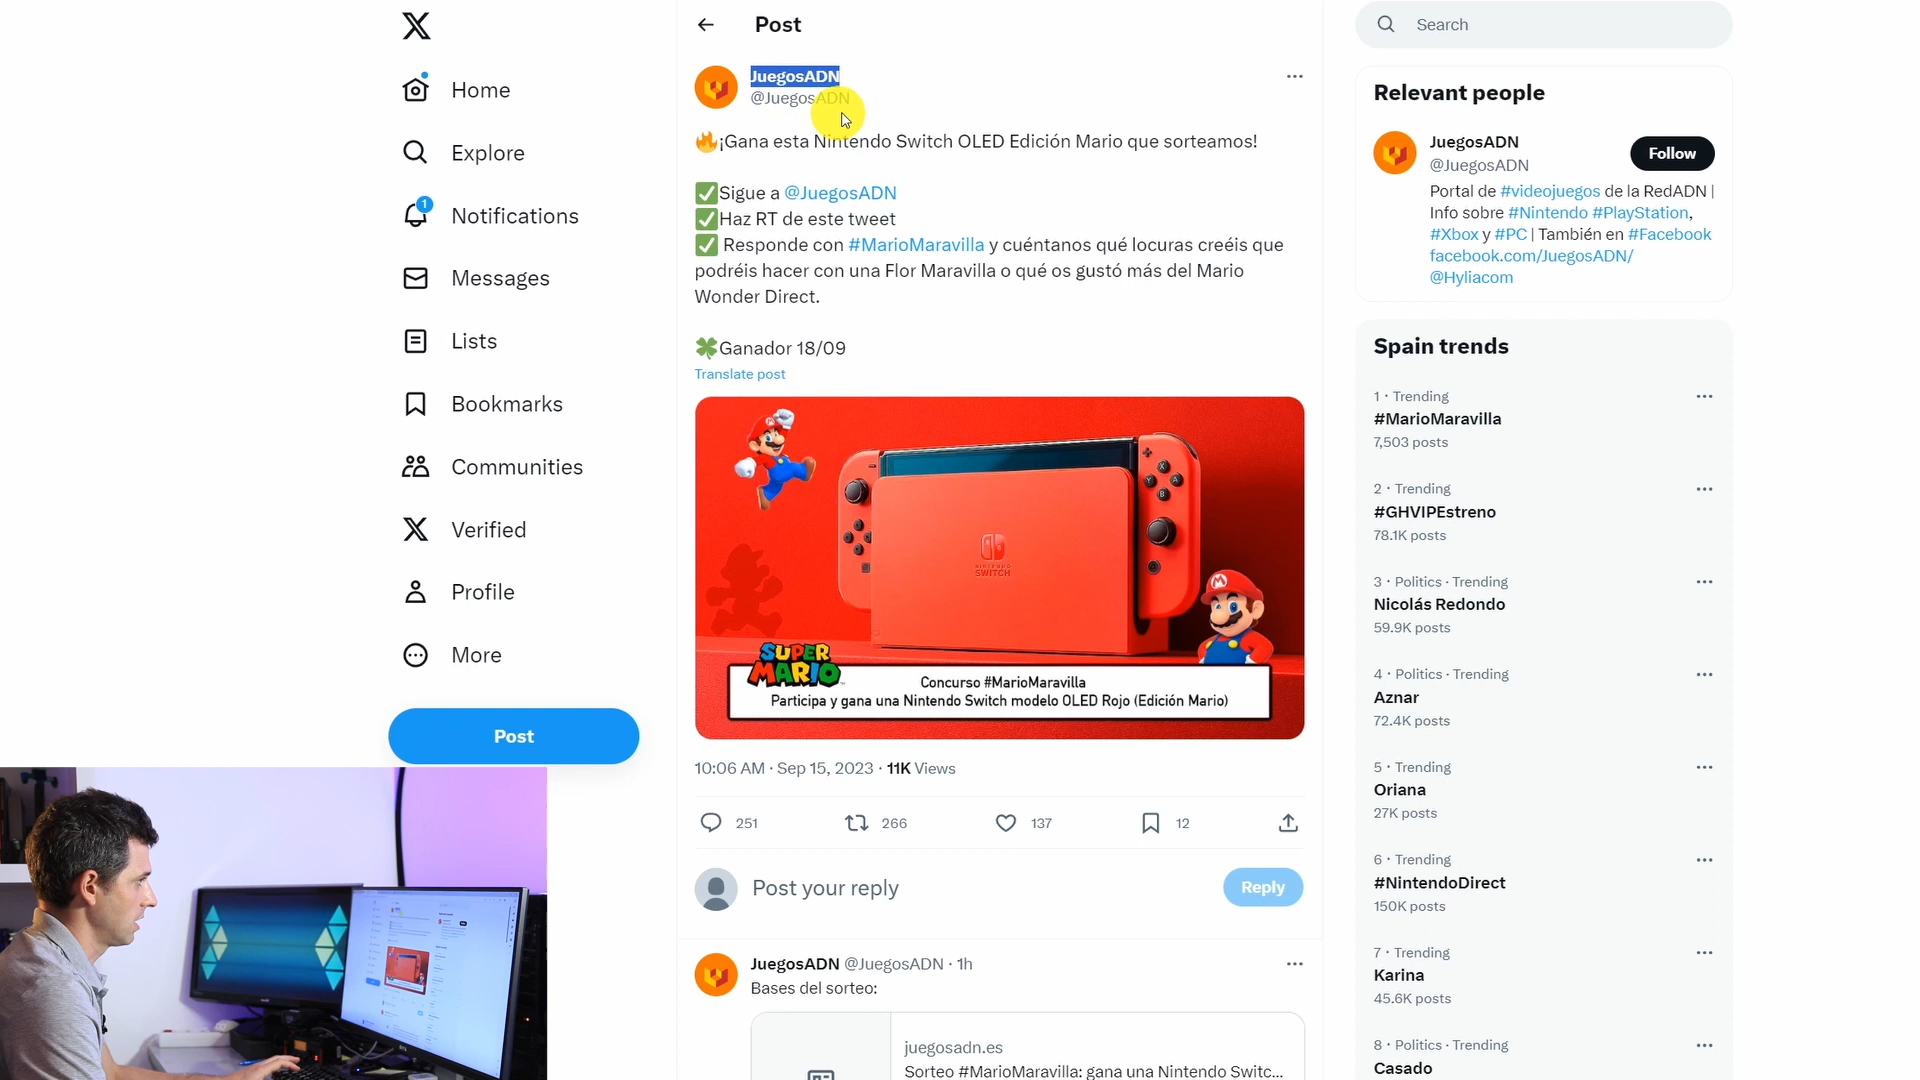 Home
Explore
1
Notifications
Messages
Lists
Bookmarks
Communities
Verified
Profile
More
Post
Post
JuegosADN
@JuegosADN
🔥¡Gana esta Nintendo Switch OLED Edición Mario que sorteamos!
✅Sigue a @JuegosADN
✅Haz RT de este tweet
✅ Responde con #MarioMaravilla y cuéntanos qué locuras creéis que
podréis hacer con una Flor Maravilla o qué os gustó más del Mario
Wonder Direct.
🍀Ganador 18/09
Translate post
NINTENDO
SWITCH
SUPER
MARIO
Concurso #MarioMaravilla
Participa y gana una Nintendo Switch modelo OLED Rojo (Edición Mario)
10:06 AM · Sep 15, 2023 · 11K Views
251
266
137
12
Post your reply
Reply
JuegosADN @JuegosADN · 1h
Bases del sorteo:
juegosadn.es
Sorteo #MarioMaravilla: gana una Nintendo Switc...
Search
Relevant people
JuegosADN
@JuegosADN
Follow
Portal de #videojuegos de la RedADN |
Info sobre #Nintendo #PlayStation,
#Xbox y #PC | También en #Facebook
facebook.com/JuegosADN/
@Hyliacom
Spain trends
1 · Trending
#MarioMaravilla
7,503 posts
2 · Trending
#GHVIPEstreno
78.1K posts
3 · Politics · Trending
Nicolás Redondo
59.9K posts
4 · Politics · Trending
Aznar
72.4K posts
5 · Trending
Oriana
27K posts
6 · Trending
#NintendoDirect
150K posts
7 · Trending
Karina
45.6K posts
8 · Politics · Trending
Casado